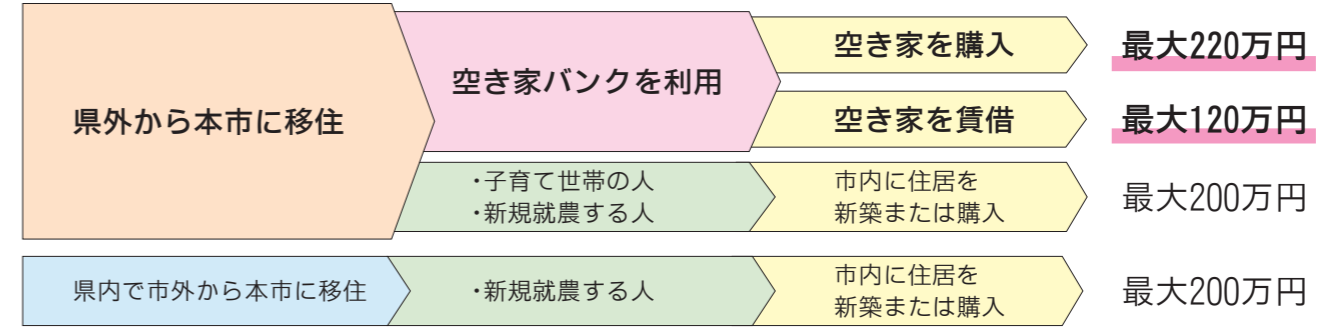 県外から本市に移住
空き家バンクを利用
空き家を購入
最大220万円
空き家を賃借
最大120万円
・子育て世帯の人
・新規就農する人
市内に住居を
新築または購入
最大200万円
県内で市外から本市に移住
・新規就農する人
市内に住居を
新築または購入
最大200万円